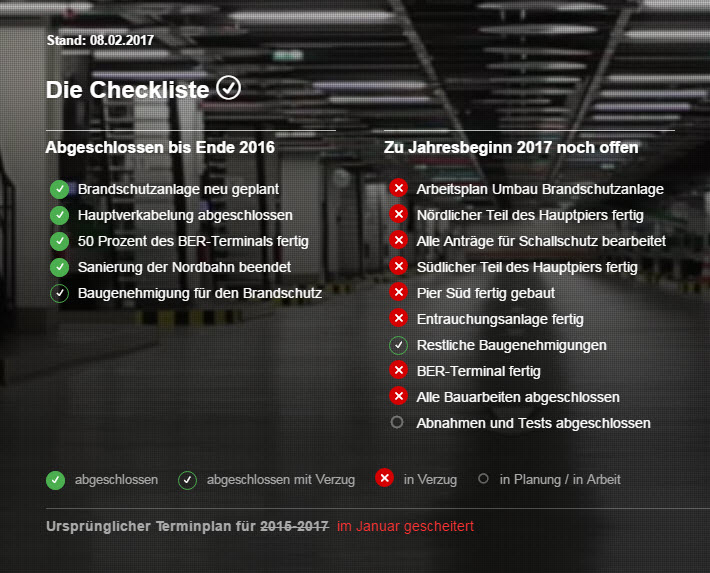 Stand: 08.02.2017
Die Checkliste
Abgeschlossen bis Ende 2016
Brandschutzanlage neu geplant
Hauptverkabelung abgeschlossen
50 Prozent des BER-Terminals fertig
Sanierung der Nordbahn beendet
Baugenehmigung für den Brandschutz
Zu Jahresbeginn 2017 noch offen
Arbeitsplan Umbau Brandschutzanlage
Nördlicher Teil des Hauptpiers fertig
Alle Anträge für Schallschutz bearbeitet
Südlicher Teil des Hauptpiers fertig
Pier Süd fertig gebaut
Entrauchungsanlage fertig
Restliche Baugenehmigungen
BER-Terminal fertig
Alle Bauarbeiten abgeschlossen
Abnahmen und Tests abgeschlossen
abgeschlossen abgeschlossen mit Verzug in Verzug in Planung / in Arbeit
Ursprünglicher Terminplan für 2015-2017 im Januar gescheitert